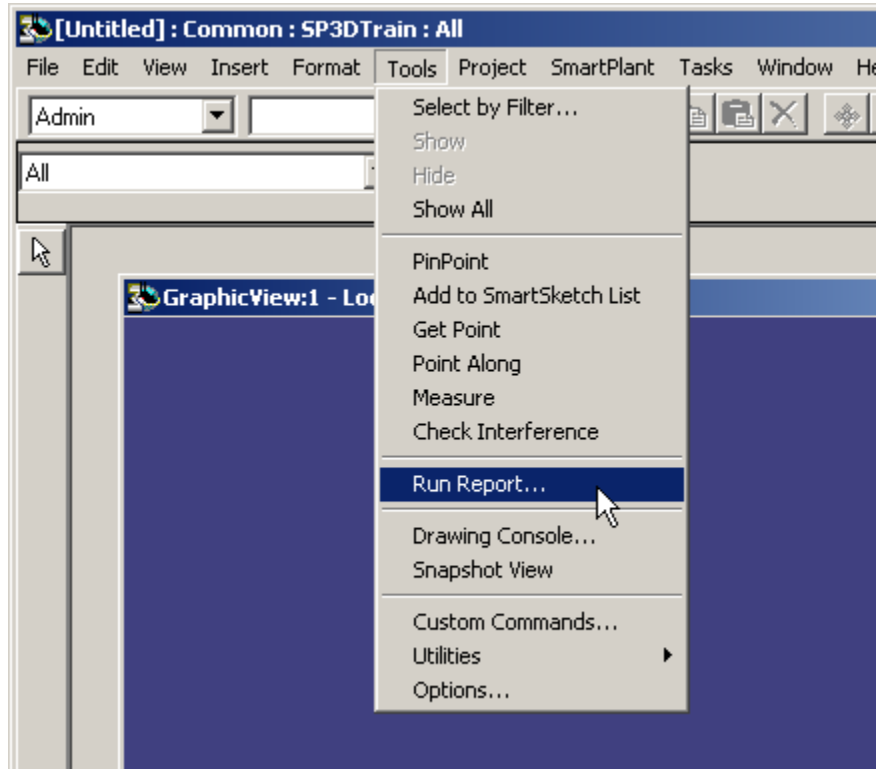 [Untitled] : Common : SP3DTrain : All
File Edit View Insert Format Tools Project SmartPlant Tasks Window
Admin
All
Select by Filter...
Show
Hide
Show All
PinPoint
Add to SmartSketch List
Get Point
Point Along
Measure
Check Interference
Run Report...
Drawing Console...
Snapshot View
Custom Commands...
Utilities
Options...
GraphicView:1 - Loc